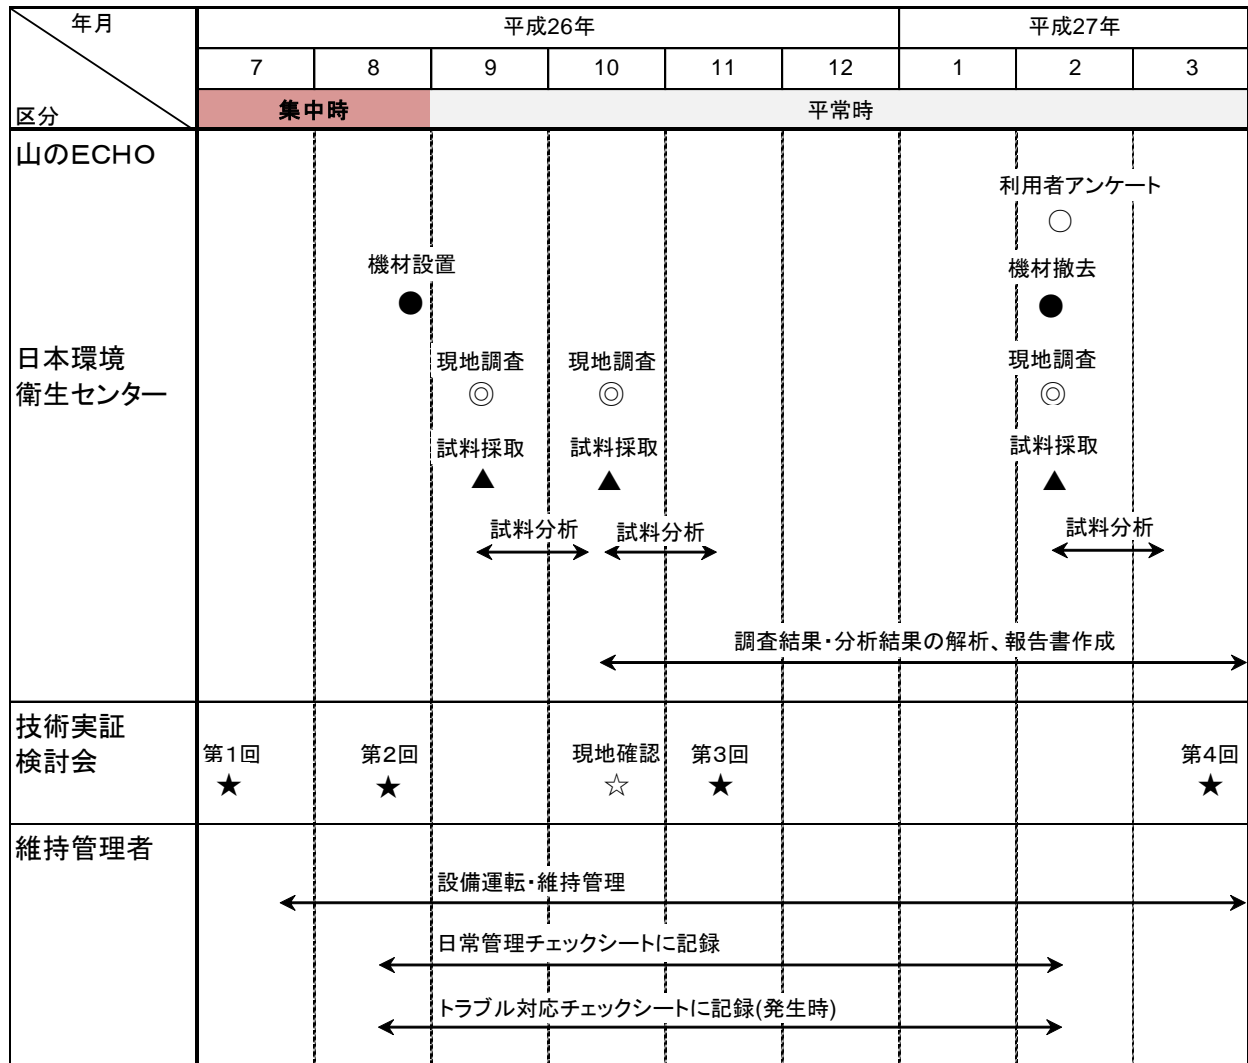 年月
平成26年
平成27年
7
8
9
10
11
12
1
2
3
区分
集中時
平常時
山のECHO
利用者アンケート
○
機材設置
機材撤去
●
●
日本環境
衛生センター
現地調査
現地調査
現地調査
◎
◎
◎
試料採取
試料採取
試料採取
▲
▲
▲
試料分析
試料分析
試料分析
調査結果・分析結果の解析、報告書作成
技術実証
検討会
第1回
第2回
現地確認
第3回
第4回
★
★
☆
★
★
維持管理者
設備運転・維持管理
日常管理チェックシートに記録
トラブル対応チェックシートに記録(発生時)